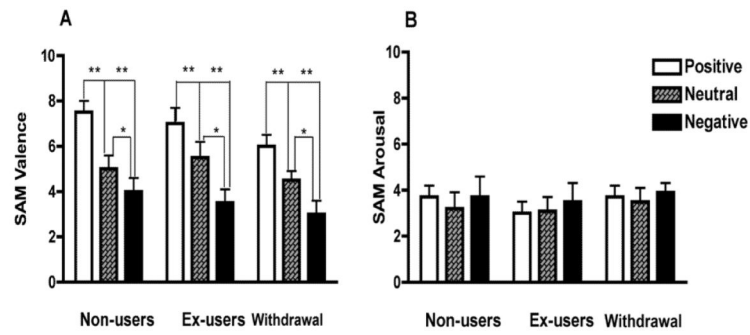 A
SAM Valence
10
8
6
4
2
0
** ** ** ** ** **
* * *
Non-users Ex-users Withdrawal
B
SAM Arousal
10
8
6
4
2
0
Non-users Ex-users Withdrawal
Positive
Neutral
Negative